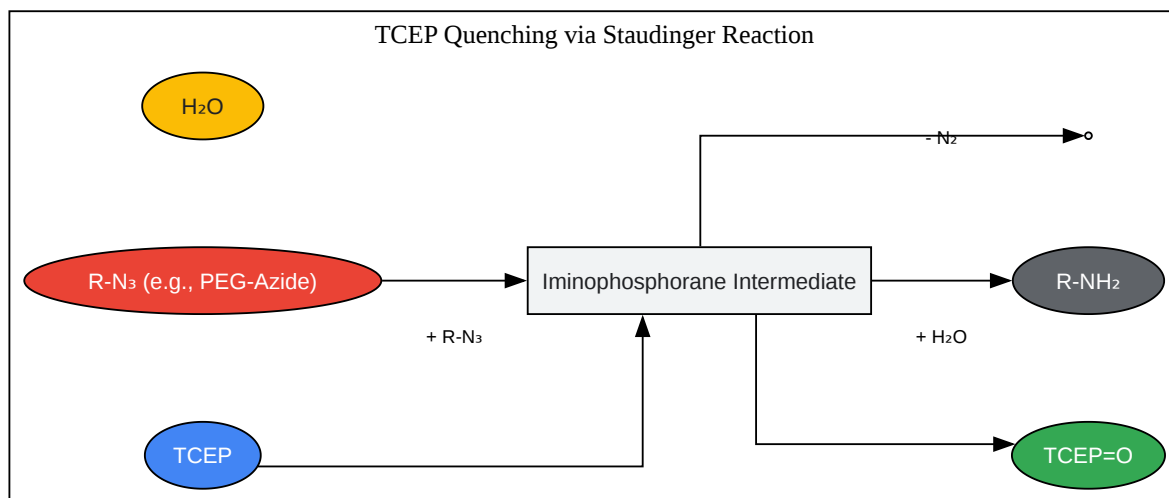 TCEP Quenching via Staudinger Reaction
H₂O
- N₂
R-N₃ (e.g., PEG-Azide)
Iminophosphorane Intermediate
R-NH₂
+ R-N₃
+ H₂O
TCEP
TCEP=O